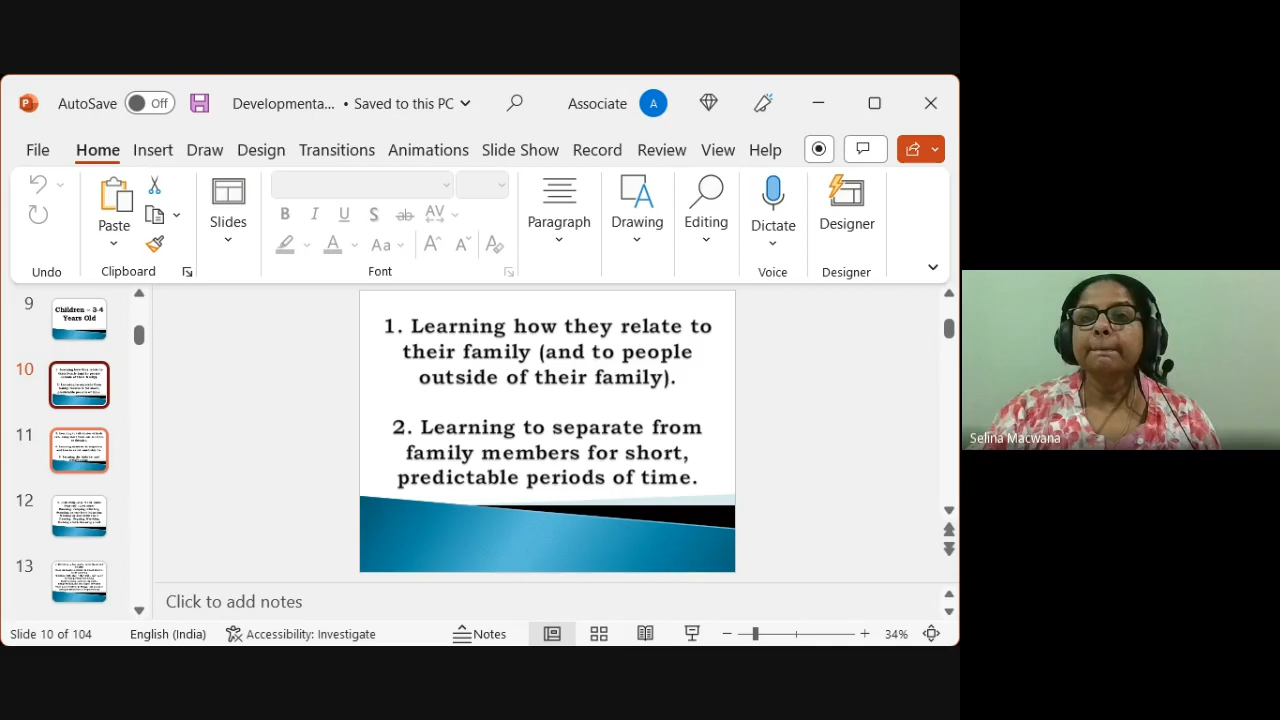 AutoSave Off Developmenta... • Saved to this PC Associate A
File Home Insert Draw Design Transitions Animations Slide Show Record Review View Help
Paste Slides Paragraph Drawing Editing Dictate Designer
B I U S ab AV
A Aa A A A
Undo Clipboard Font Voice Designer
9
Children – 3-4
Years Old
10
11
12
13
1. Learning how they relate to
their family (and to people
outside of their family).
2. Learning to separate from
family members for short,
predictable periods of time.
Selina Macwana
Click to add notes
Slide 10 of 104 English (India) Accessibility: Investigate Notes 34%